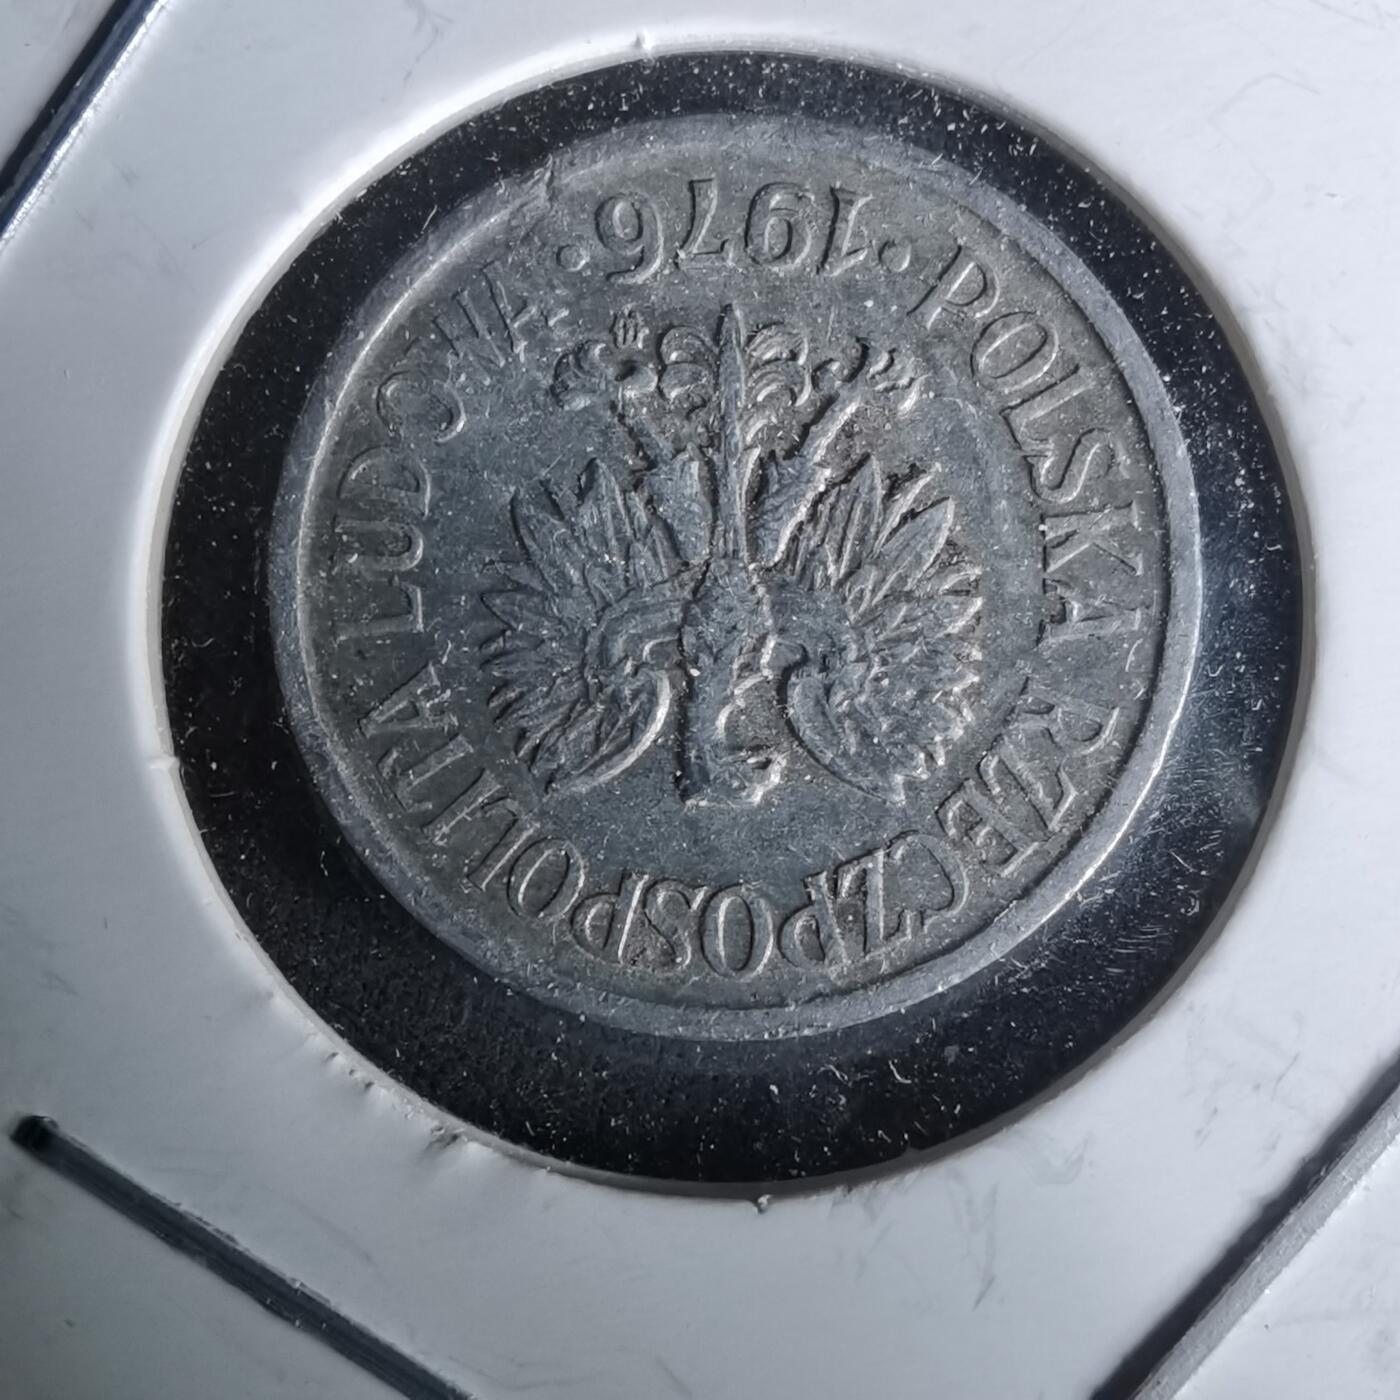 POLSKA RZECZPOSPOLITA LUDOWA
·1976·